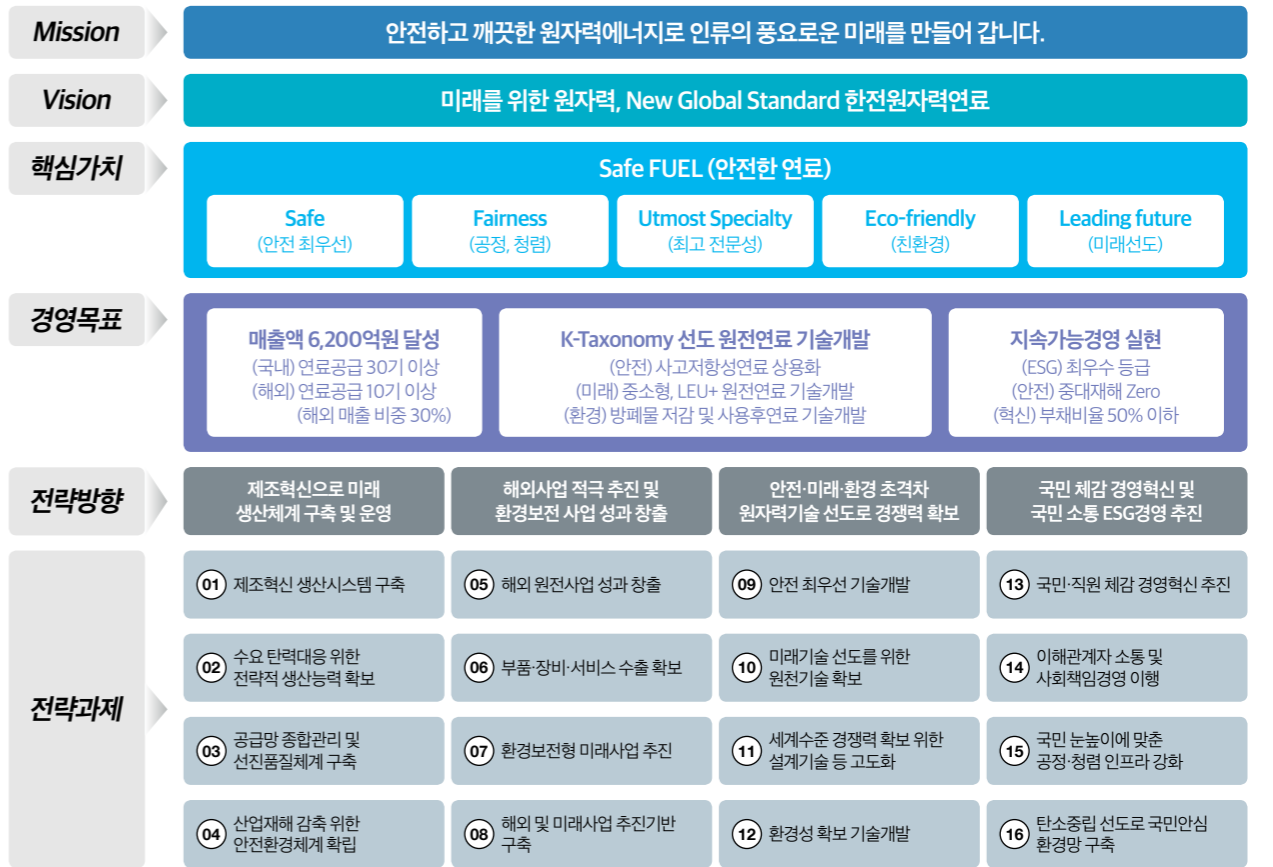 Mission
안전하고 깨끗한 원자력에너지로 인류의 풍요로운 미래를 만들어 갑니다.
Vision
미래를 위한 원자력, New Global Standard 한전원자력연료
핵심가치
Safe FUEL (안전한 연료)
Safe
(안전 최우선)
Fairness
(공정, 청렴)
Utmost Specialty
(최고 전문성)
Eco-friendly
(친환경)
Leading future
(미래선도)
경영목표
매출액 6,200억원 달성
(국내) 연료공급 30기 이상
(해외) 연료공급 10기 이상
(해외 매출 비중 30%)
K-Taxonomy 선도 원전연료 기술개발
(안전) 사고저항성연료 상용화
(미래) 중소형, LEU+ 원전연료 기술개발
(환경) 방폐물 저감 및 사용후연료 기술개발
지속가능경영 실현
(ESG) 최우수 등급
(안전) 중대재해 Zero
(혁신) 부채비율 50% 이하
전략방향
제조혁신으로 미래
생산체계 구축 및 운영
해외사업 적극 추진 및
환경보전 사업 성과 창출
안전·미래·환경 초격차
원자력기술 선도로 경쟁력 확보
국민 체감 경영혁신 및
국민 소통 ESG경영 추진
전략과제
01 제조혁신 생산시스템 구축
02 수요 탄력대응 위한
전략적 생산능력 확보
03 공급망 종합관리 및
선진품질체계 구축
04 산업재해 감축 위한
안전환경체계 확립
05 해외 원전사업 성과 창출
06 부품·장비·서비스 수출 확보
07 환경보전형 미래사업 추진
08 해외 및 미래사업 추진기반
구축
09 안전 최우선 기술개발
10 미래기술 선도를 위한
원천기술 확보
11 세계수준 경쟁력 확보 위한
설계기술 등 고도화
12 환경성 확보 기술개발
13 국민·직원 체감 경영혁신 추진
14 이해관계자 소통 및
사회책임경영 이행
15 국민 눈높이에 맞춘
공정·청렴 인프라 강화
16 탄소중립 선도로 국민안심
환경망 구축